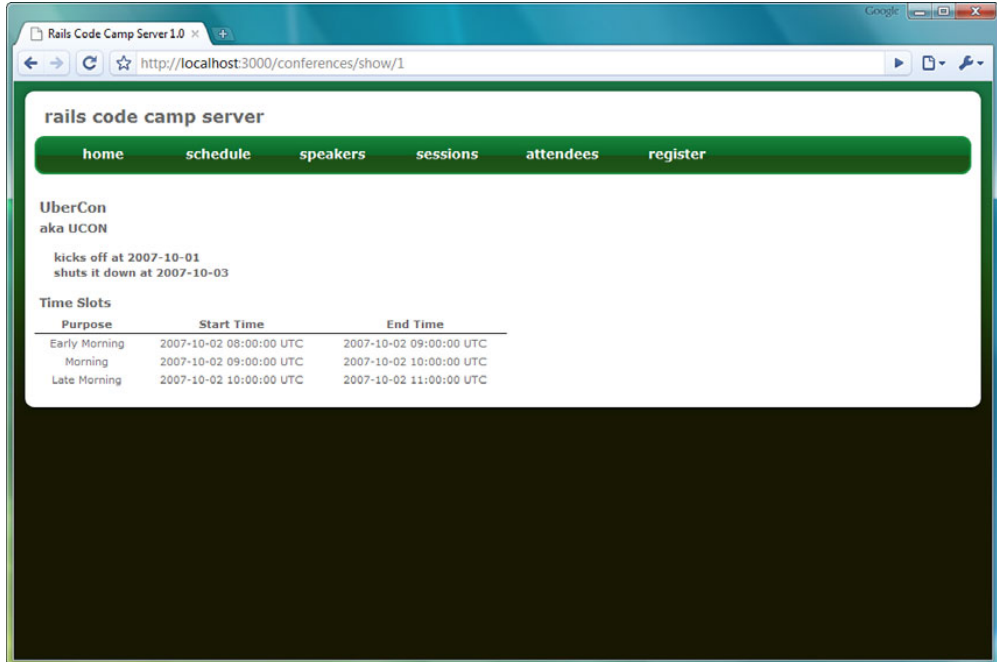 Google
Rails Code Camp Server 1.0
http://localhost:3000/conferences/show/1
rails code camp server
home schedule speakers sessions attendees register
UberCon
aka UCON
kicks off at 2007-10-01
shuts it down at 2007-10-03
Time Slots
Purpose Start Time End Time
Early Morning 2007-10-02 08:00:00 UTC 2007-10-02 09:00:00 UTC
Morning 2007-10-02 09:00:00 UTC 2007-10-02 10:00:00 UTC
Late Morning 2007-10-02 10:00:00 UTC 2007-10-02 11:00:00 UTC